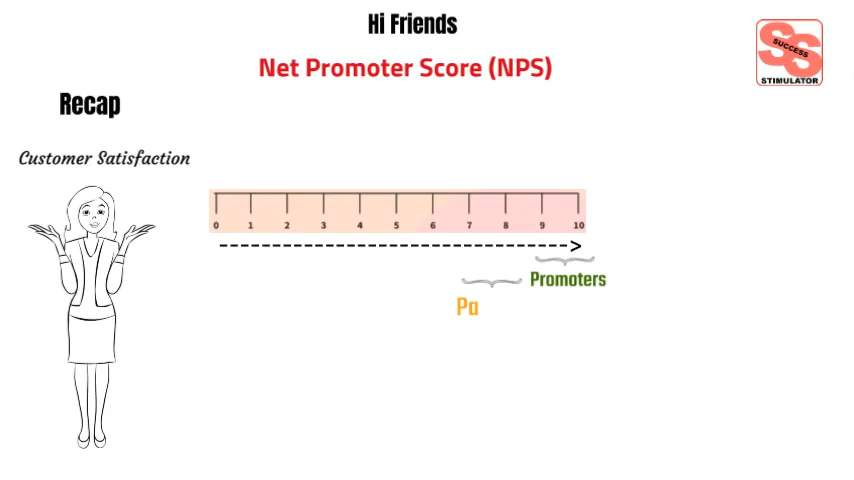 Hi Friends
Net Promoter Score (NPS)
SS
SUCCESS
STIMULATOR
Recap
Customer Satisfaction
0 1 2 3 4 5 6 7 8 9 10
Promoters
Pa